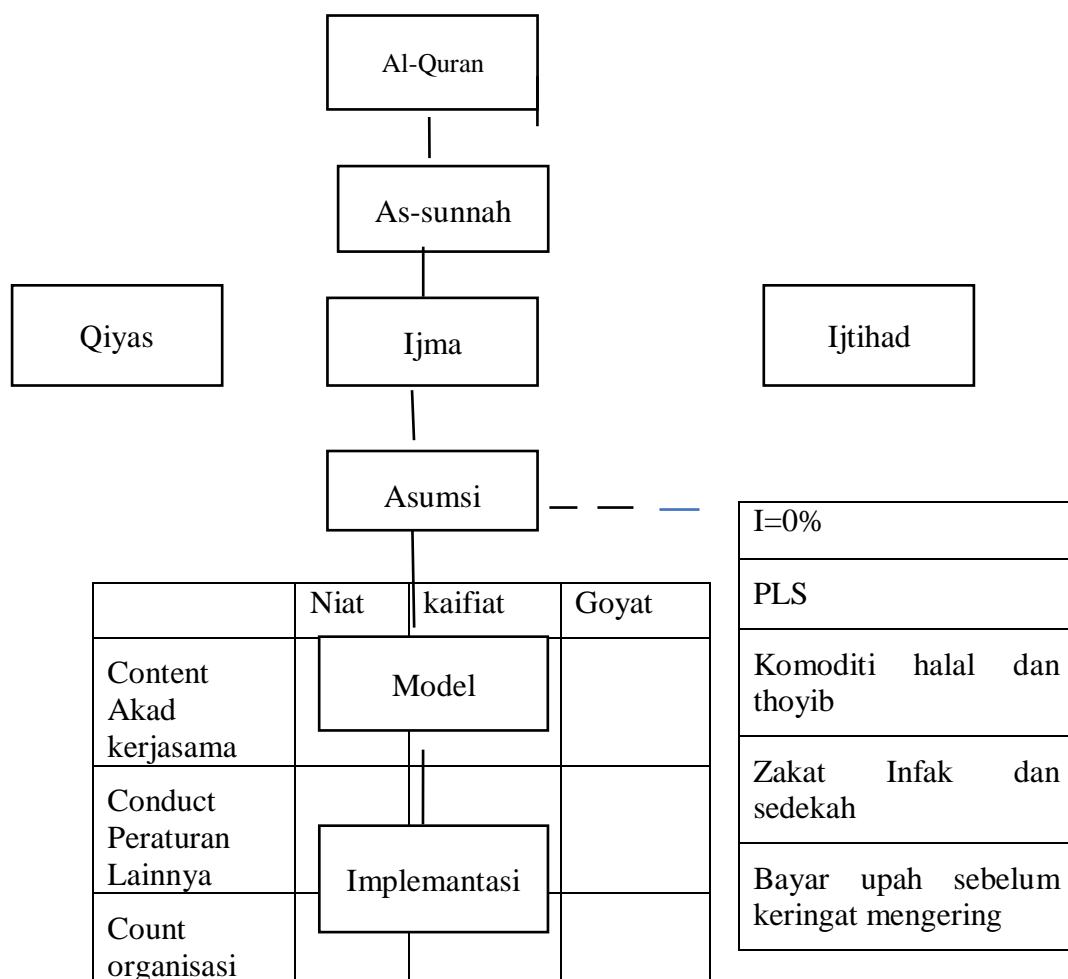 Al-Quran
As-sunnah
Qiyas
Ijma
Ijtihad
Asumsi
I=0%
PLS
Komoditi halal dan
thoyib
Zakat Infak dan
sedekah
Bayar upah sebelum
keringat mengering
Niat kaifiat Goyat
Content
Akad
kerjasama
Model
Conduct
Peraturan
Lainnya
Implemantasi
Count
organisasi